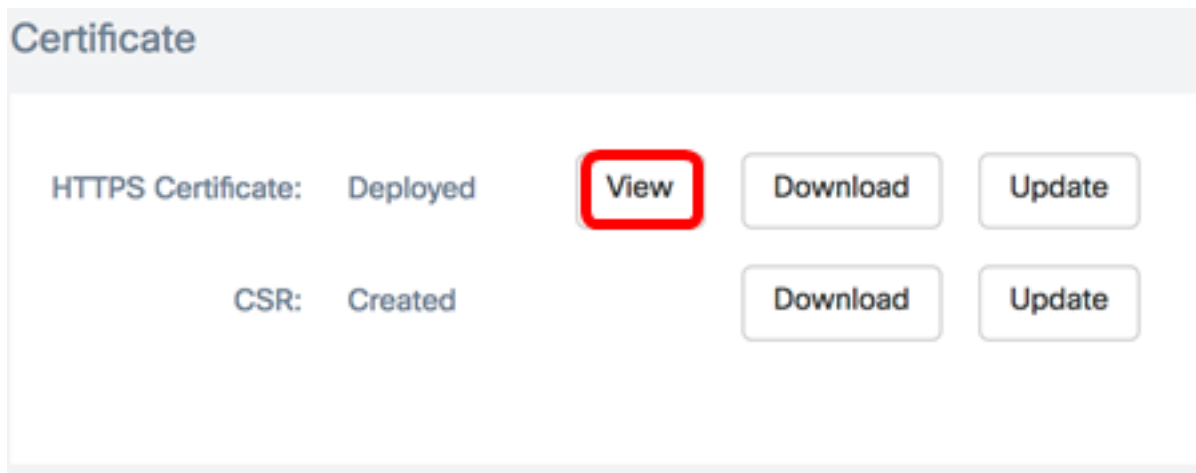 Certificate
HTTPS Certificate: Deployed View Download Update
CSR: Created Download Update